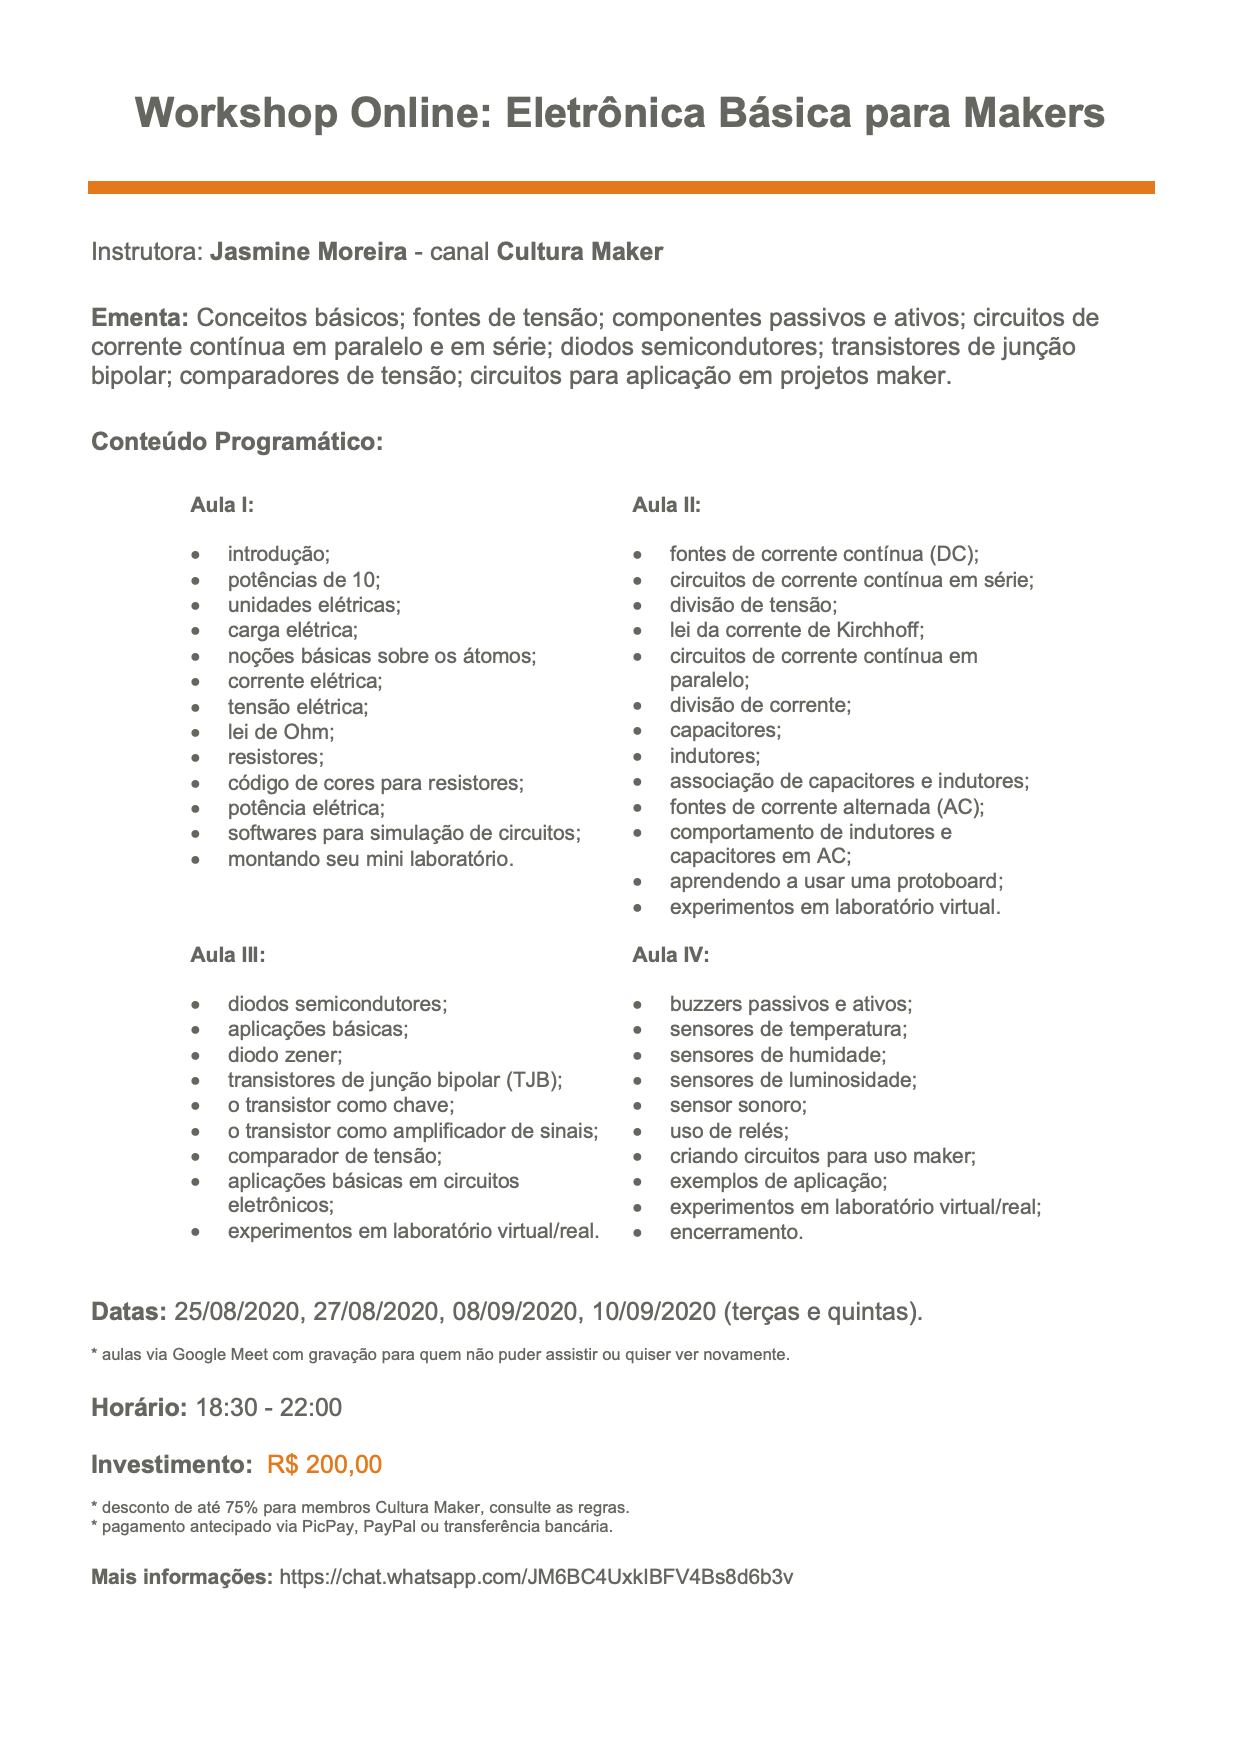 Workshop Online: Eletrônica Básica para Makers
Instrutora: Jasmine Moreira - canal Cultura Maker
Ementa: Conceitos básicos; fontes de tensão; componentes passivos e ativos; circuitos de
corrente contínua em paralelo e em série; diodos semicondutores; transistores de junção
bipolar; comparadores de tensão; circuitos para aplicação em projetos maker.
Conteúdo Programático:
Aula I:
• introdução;
• potências de 10;
• unidades elétricas;
• carga elétrica;
• noções básicas sobre os átomos;
• corrente elétrica;
• tensão elétrica;
• lei de Ohm;
• resistores;
• código de cores para resistores;
• potência elétrica;
• softwares para simulação de circuitos;
• montando seu mini laboratório.
Aula II:
• fontes de corrente contínua (DC);
• circuitos de corrente contínua em série;
• divisão de tensão;
• lei da corrente de Kirchhoff;
• circuitos de corrente contínua em
paralelo;
• divisão de corrente;
• capacitores;
• indutores;
• associação de capacitores e indutores;
• fontes de corrente alternada (AC);
• comportamento de indutores e
capacitores em AC;
• aprendendo a usar uma protoboard;
• experimentos em laboratório virtual.
Aula III:
• diodos semicondutores;
• aplicações básicas;
• diodo zener;
• transistores de junção bipolar (TJB);
• o transistor como chave;
• o transistor como amplificador de sinais;
• comparador de tensão;
• aplicações básicas em circuitos
eletrônicos;
• experimentos em laboratório virtual/real.
Aula IV:
• buzzers passivos e ativos;
• sensores de temperatura;
• sensores de humidade;
• sensores de luminosidade;
• sensor sonoro;
• uso de relés;
• criando circuitos para uso maker;
• exemplos de aplicação;
• experimentos em laboratório virtual/real;
• encerramento.
Datas: 25/08/2020, 27/08/2020, 08/09/2020, 10/09/2020 (terças e quintas).
* aulas via Google Meet com gravação para quem não puder assistir ou quiser ver novamente.
Horário: 18:30 - 22:00
Investimento: R$ 200,00
* desconto de até 75% para membros Cultura Maker, consulte as regras.
* pagamento antecipado via PicPay, PayPal ou transferência bancária.
Mais informações: https://chat.whatsapp.com/JM6BC4UxkIBFV4Bs8d6b3v